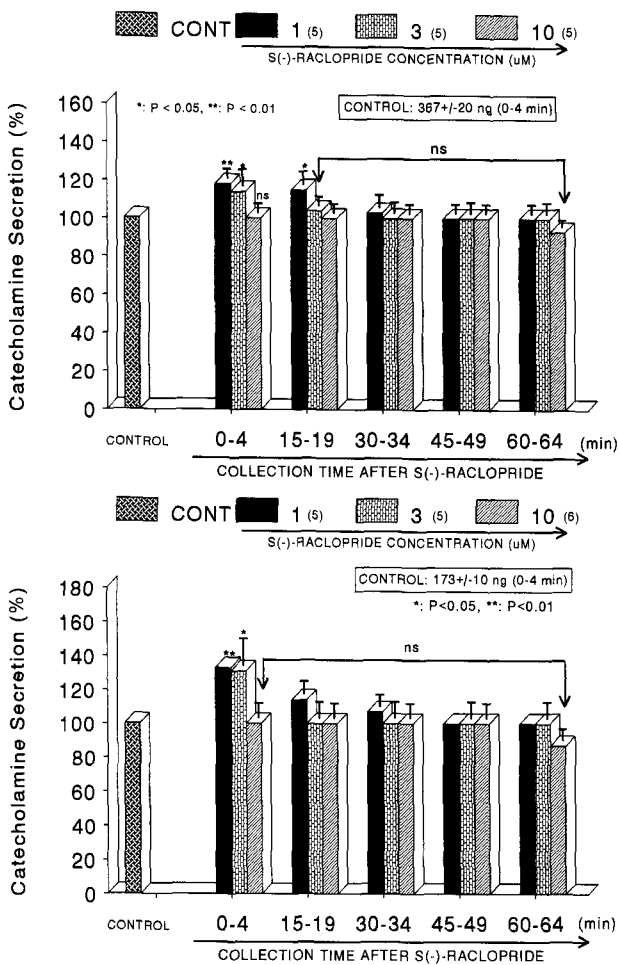 CONT 1 (5) 3 (5) 10 (5)
S(-)-RACLOPRIDE CONCENTRATION (uM)
*: P < 0.05, **: P < 0.01
CONTROL: 367+/-20 ng (0-4 min)
Catecholamine Secretion (%)
160
140
120
100
80
60
40
20
0
** * ns * ns
CONTROL 0-4 15-19 30-34 45-49 60-64 (min)
COLLECTION TIME AFTER S(-)-RACLOPRIDE
CONT 1 (5) 3 (5) 10 (6)
S(-)-RACLOPRIDE CONCENTRATION (uM)
CONTROL: 173+/-10 ng (0-4 min)
*: P<0.05, **: P<0.01
Catecholamine Secretion (%)
180
160
140
120
100
80
60
40
20
0
** * ns
CONTROL 0-4 15-19 30-34 45-49 60-64 (min)
COLLECTION TIME AFTER S(-)-RACLOPRIDE